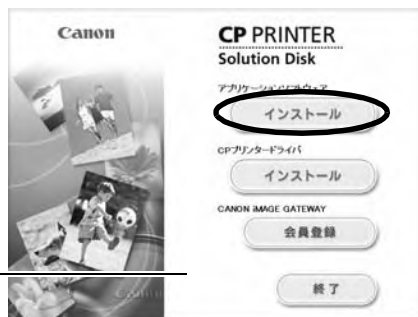 Canon
CP PRINTER
Solution Disk
アプリケーションソフトウェア
インストール
CPプリンタードライバ
インストール
CANON iMAGE GATEWAY
会員登録
終了